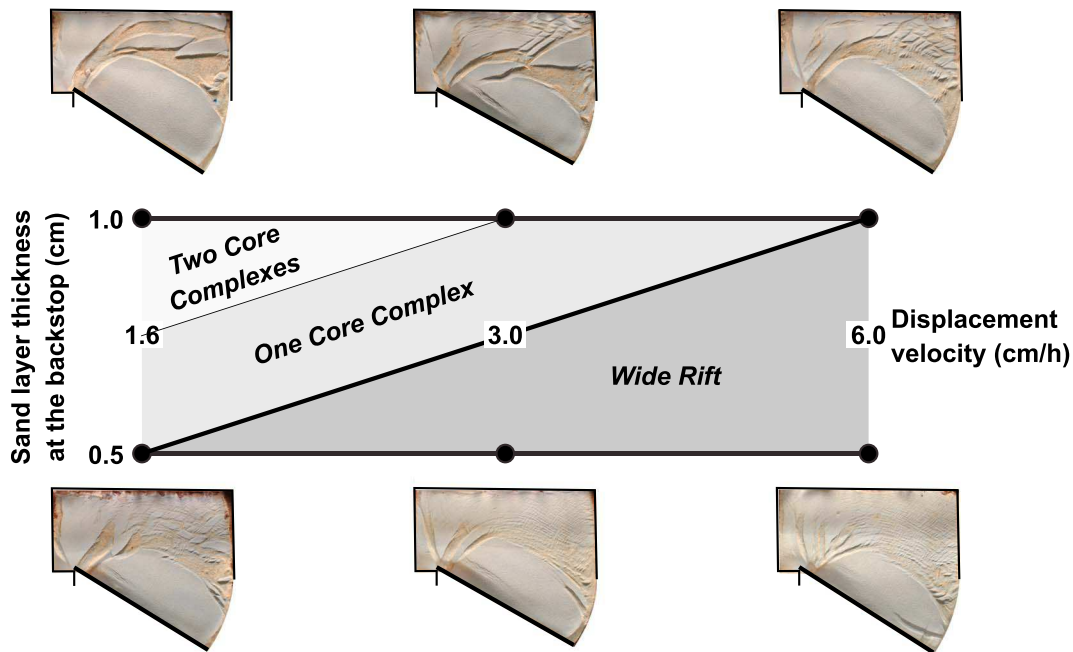 Sand layer thickness
at the backstop (cm)
1.0
Two Core
Complexes
1.6
One Core Complex
3.0
6.0
Displacement
velocity (cm/h)
Wide Rift
0.5